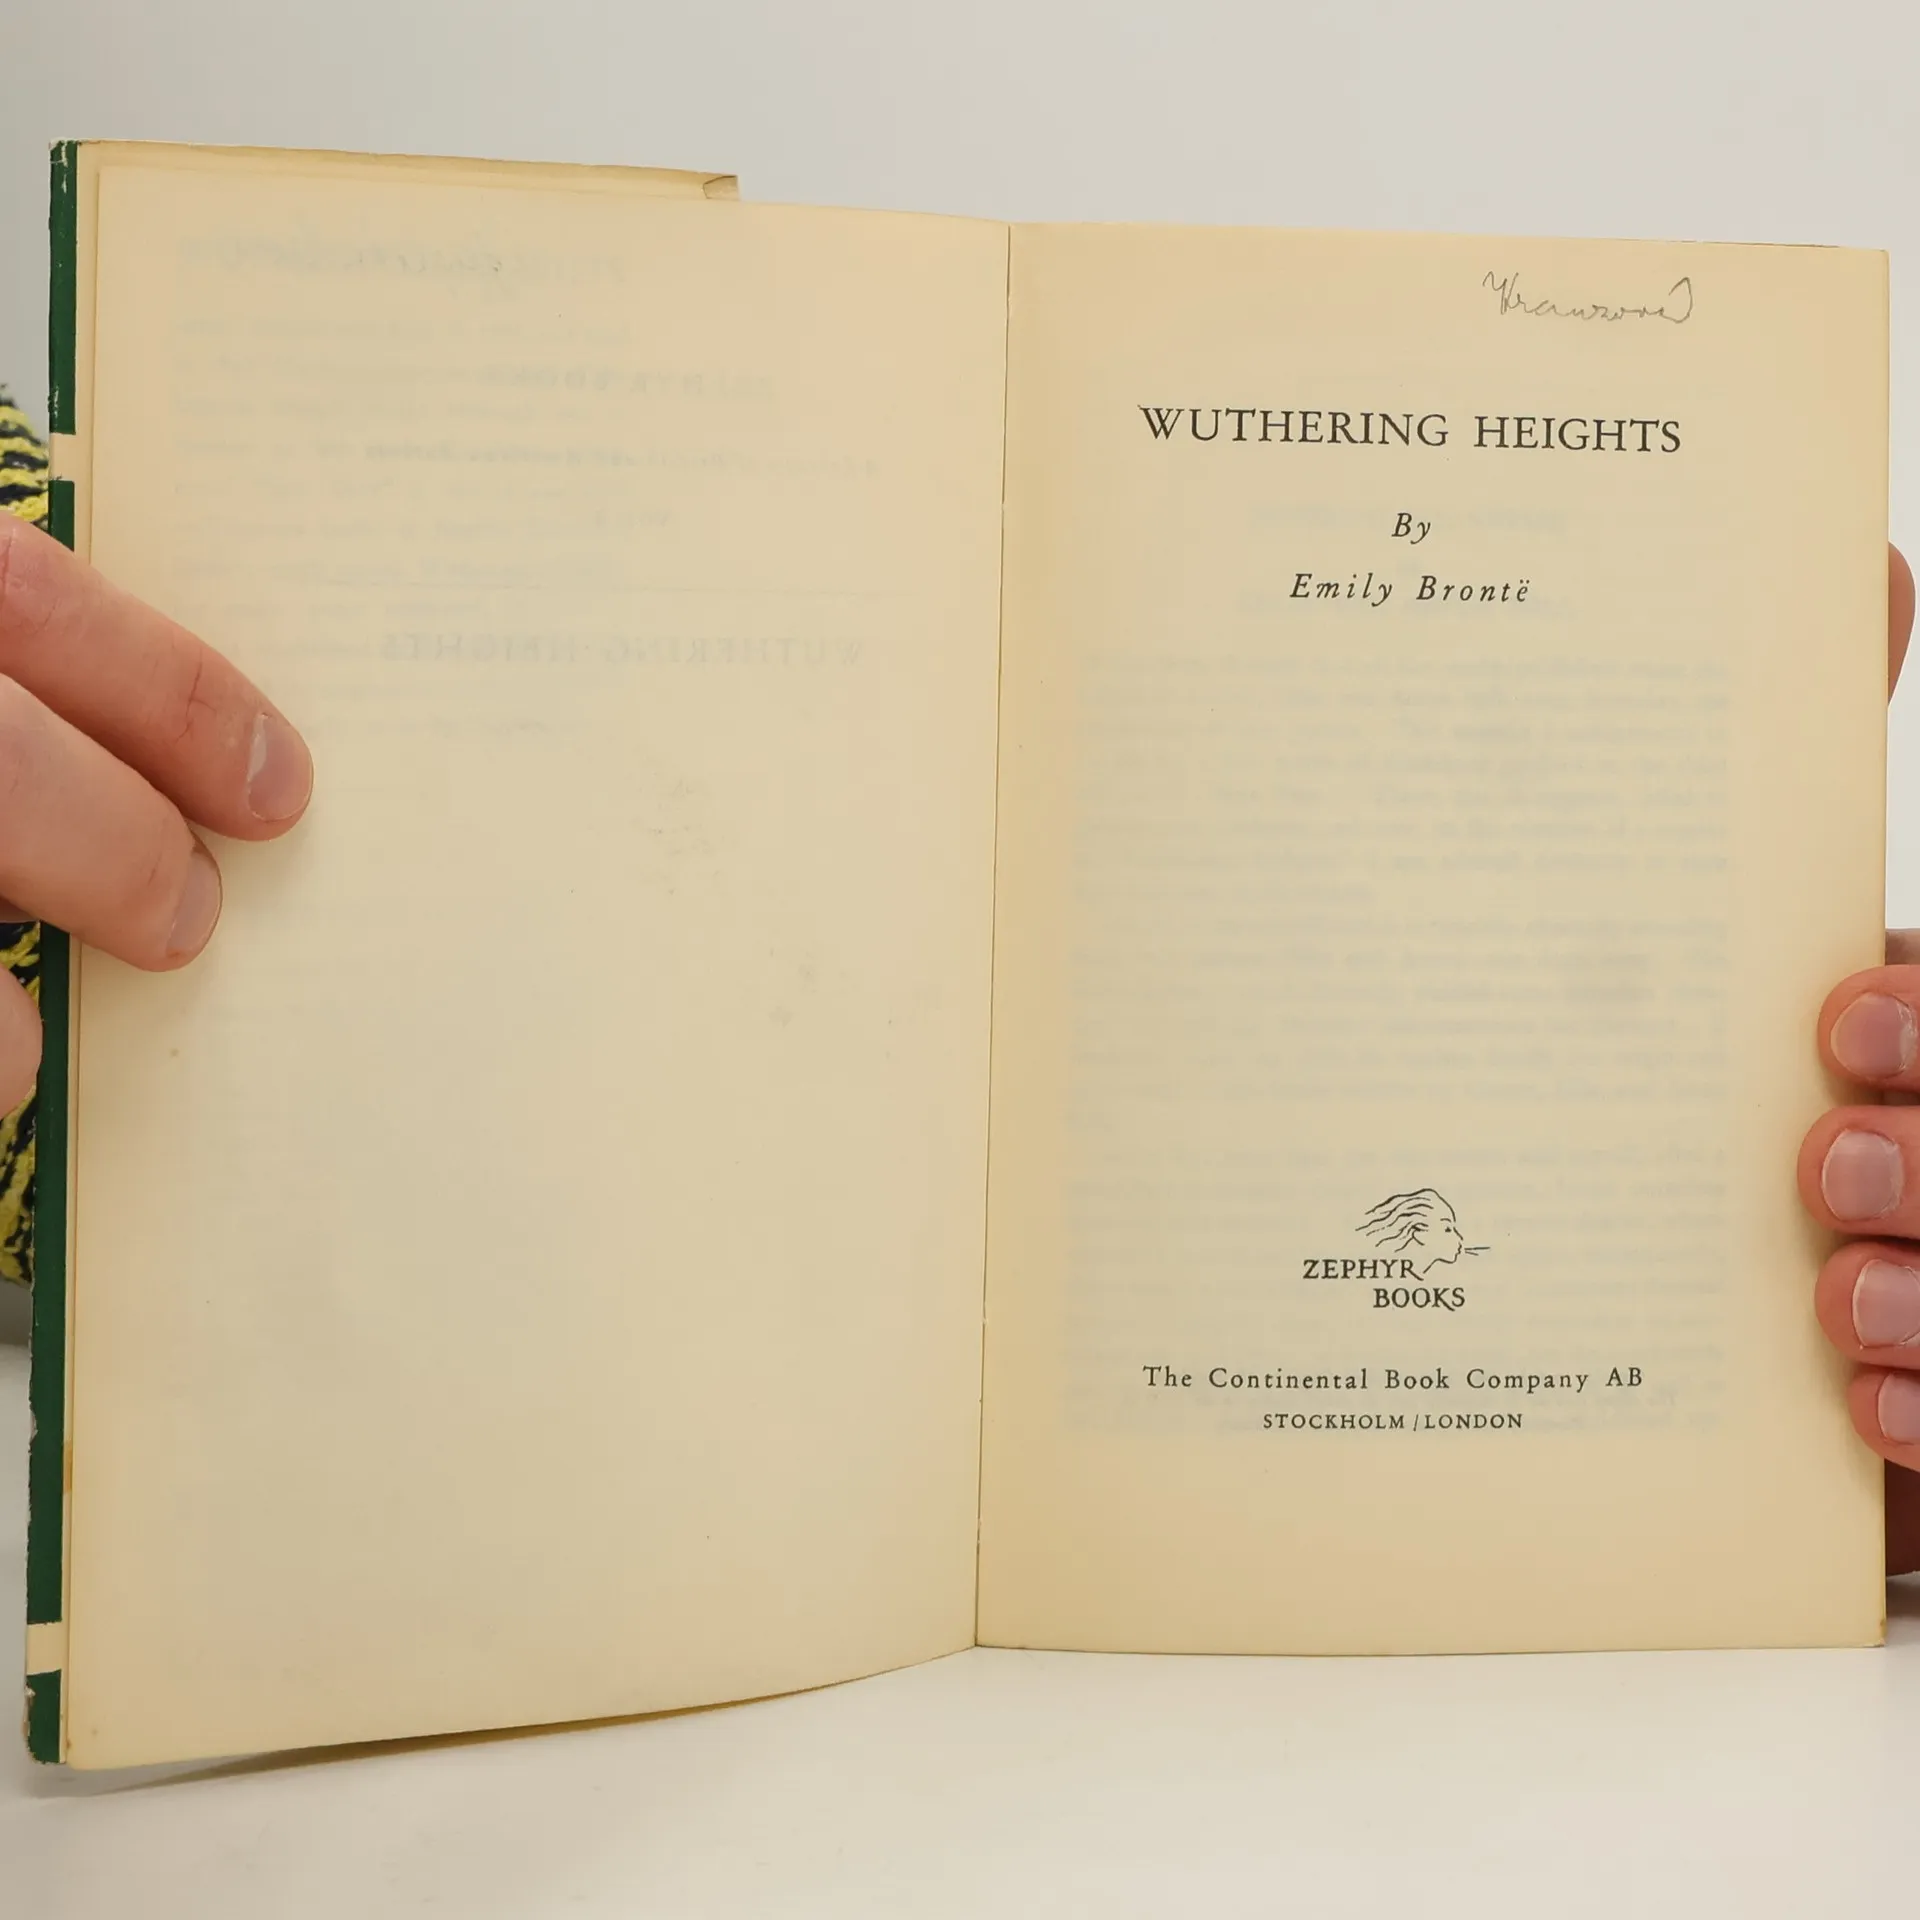 WUTHERING HEIGHTS
By
Emily Brontë
ZEPHYR
BOOKS
The Continental Book Company AB
STOCKHOLM / LONDON